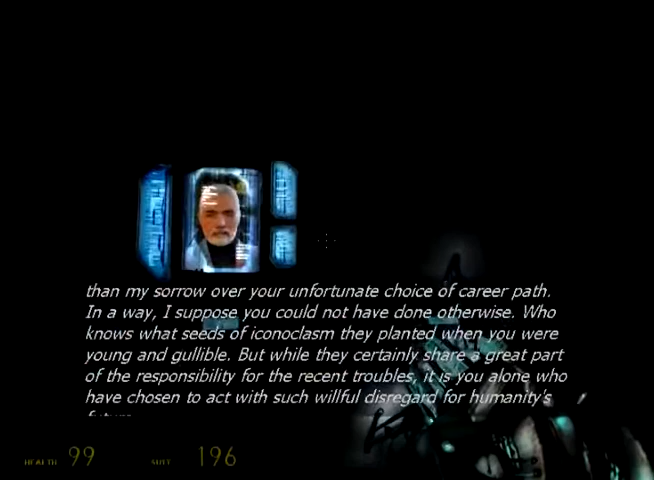 than my sorrow over your unfortunate choice of career path.
In a way, I suppose you could not have done otherwise. Who
knows what seeds of iconoclasm they planted when you were
young and gullible. But while they certainly share a great part
of the responsibility for the recent troubles, it is you alone who
have chosen to act with such willful disregard for humanity's
future.
HEALTH 99 SUIT 196